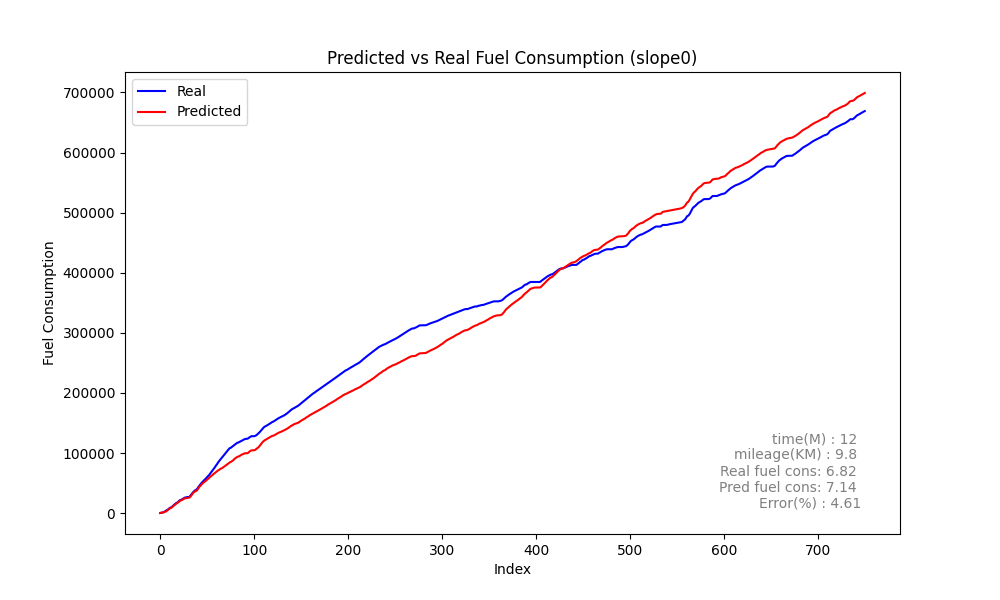 Predicted vs Real Fuel Consumption (slope0)
Real
Predicted
700000
600000
500000
400000
300000
200000
100000
0
Fuel Consumption
time(M) : 12
mileage(KM) : 9.8
Real fuel cons: 6.82
Pred fuel cons: 7.14
Error(%) : 4.61
0 100 200 300 400 500 600 700
Index